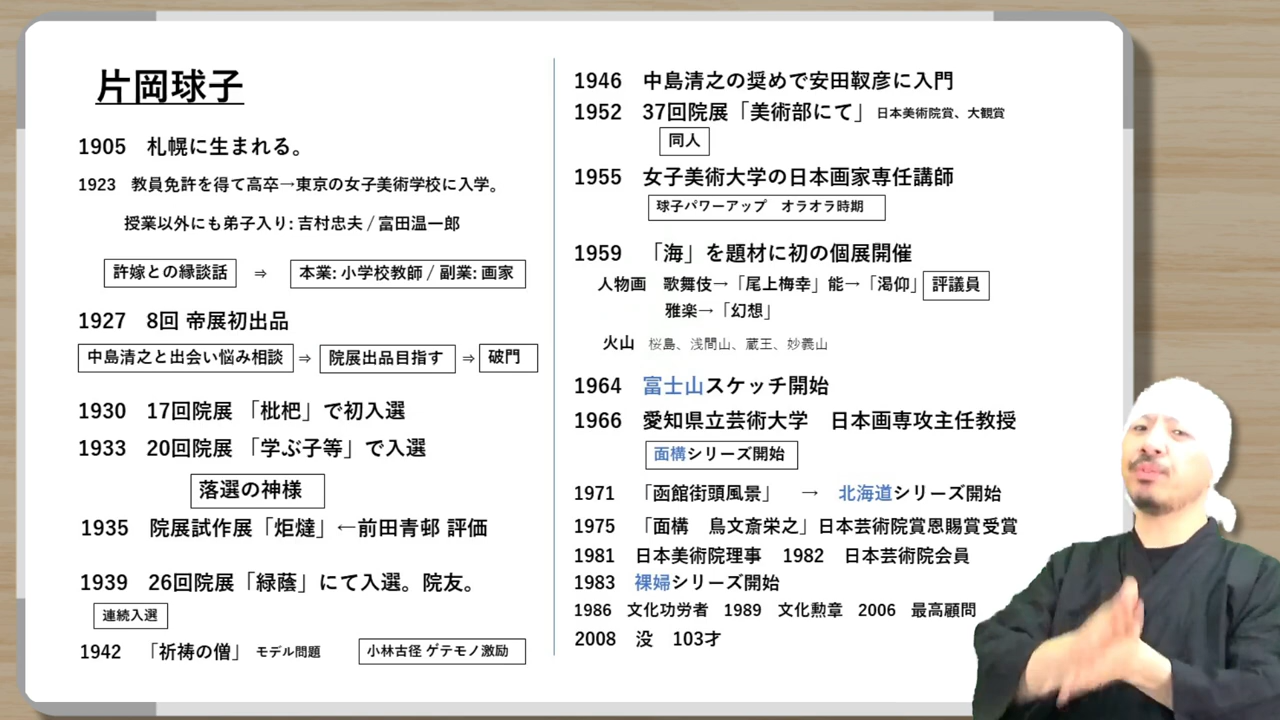 片岡球子
1905 札幌に生まれる。
1923 教員免許を得て高卒→東京の女子美術学校に入学。
授業以外にも弟子入り: 吉村忠夫 / 富田温一郎
許嫁との縁談話 ⇒ 本業: 小学校教師 / 副業: 画家
1927 8回 帝展初出品
中島清之と出会い悩み相談 ⇒ 院展出品目指す ⇒ 破門
1930 17回院展 「枇杷」で初入選
1933 20回院展 「学ぶ子等」で入選
落選の神様
1935 院展試作展「炬燵」←前田青邨 評価
1939 26回院展「緑蔭」にて入選。院友。
連続入選
1942 「祈祷の僧」 モデル問題 小林古径 ゲテモノ激励
1946 中島清之の奨めで安田靫彦に入門
1952 37回院展「美術部にて」 日本美術院賞、大観賞
同人
1955 女子美術大学の日本画家専任講師
球子パワーアップ オラオラ時期
1959 「海」を題材に初の個展開催
人物画 歌舞伎→「尾上梅幸」能→「渇仰」 評議員
雅楽→「幻想」
火山 桜島、浅間山、蔵王、妙義山
1964 富士山スケッチ開始
1966 愛知県立芸術大学 日本画専攻主任教授
面構シリーズ開始
1971 「函館街頭風景」 → 北海道シリーズ開始
1975 「面構 鳥文斎栄之」日本芸術院賞恩賜賞受賞
1981 日本美術院理事 1982 日本芸術院会員
1983 裸婦シリーズ開始
1986 文化功労者 1989 文化勲章 2006 最高顧問
2008 没 103才